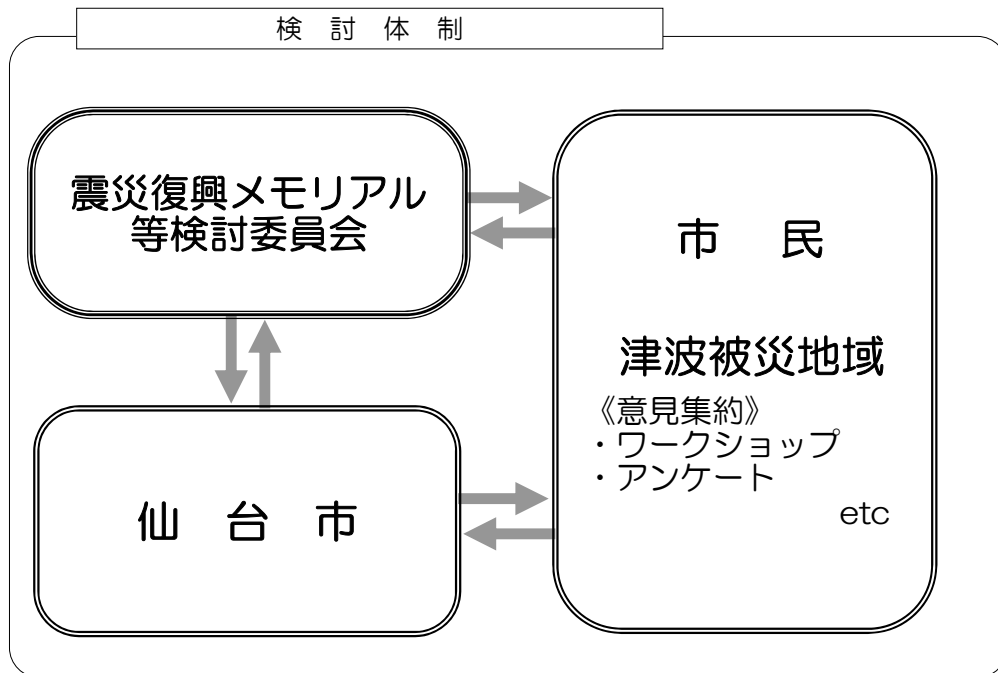 検討体制
震災復興メモリアル
等検討委員会
市民
津波被災地域
《意見集約》
・ワークショップ
・アンケート
etc
仙台市